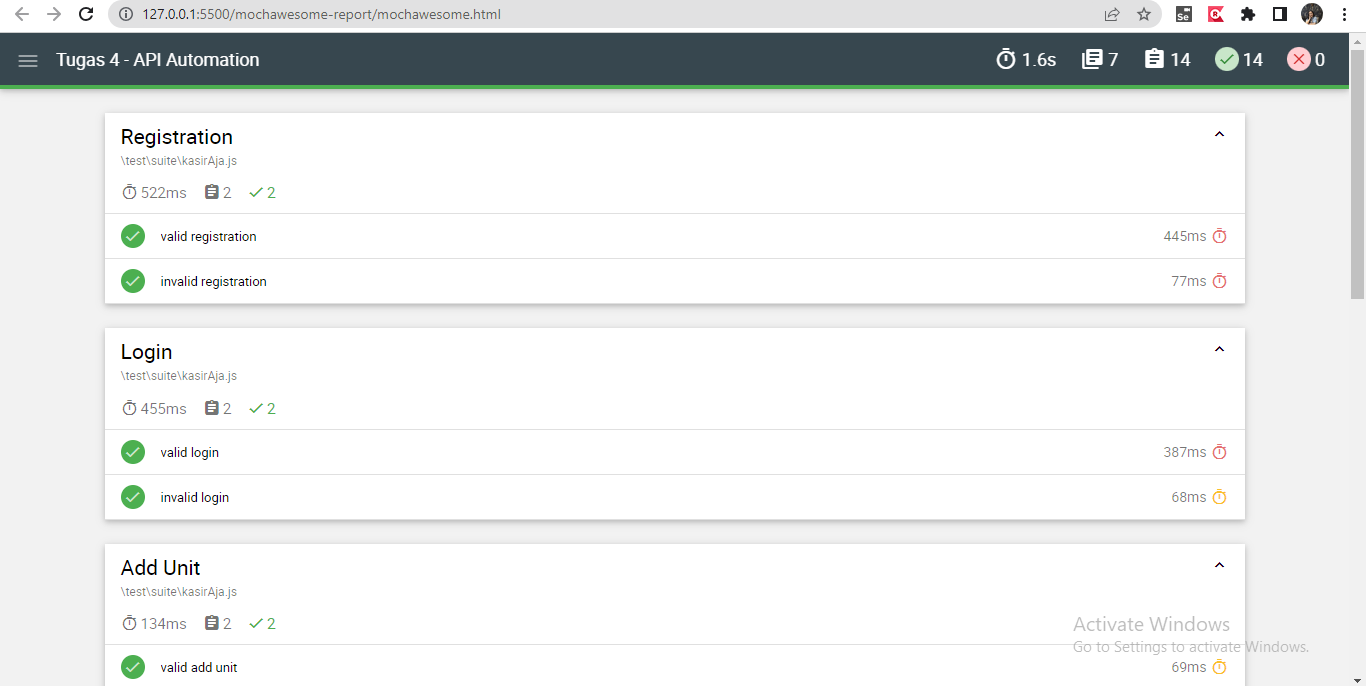 127.0.0.1:5500/mochawesome-report/mochawesome.html
Se
Tugas 4 - API Automation
1.6s 7 14 14 0
Registration
\test\suite\kasirAja.js
522ms 2 2
valid registration 445ms
invalid registration 77ms
Login
\test\suite\kasirAja.js
455ms 2 2
valid login 387ms
invalid login 68ms
Add Unit
\test\suite\kasirAja.js
134ms 2 2
Activate Windows
Go to Settings to activate Windows.
valid add unit 69ms